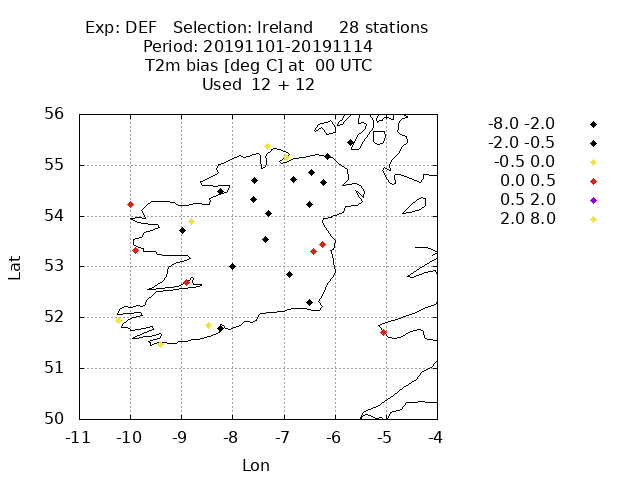 Exp: DEF   Selection: Ireland     28 stations
Period: 20191101-20191114
T2m bias [deg C] at  00 UTC
Used  12 + 12
56
55
54
53
52
51
50
Lat
-11 -10 -9 -8 -7 -6 -5 -4
Lon
-8.0 -2.0
-2.0 -0.5
-0.5 0.0
0.0 0.5
0.5 2.0
2.0 8.0